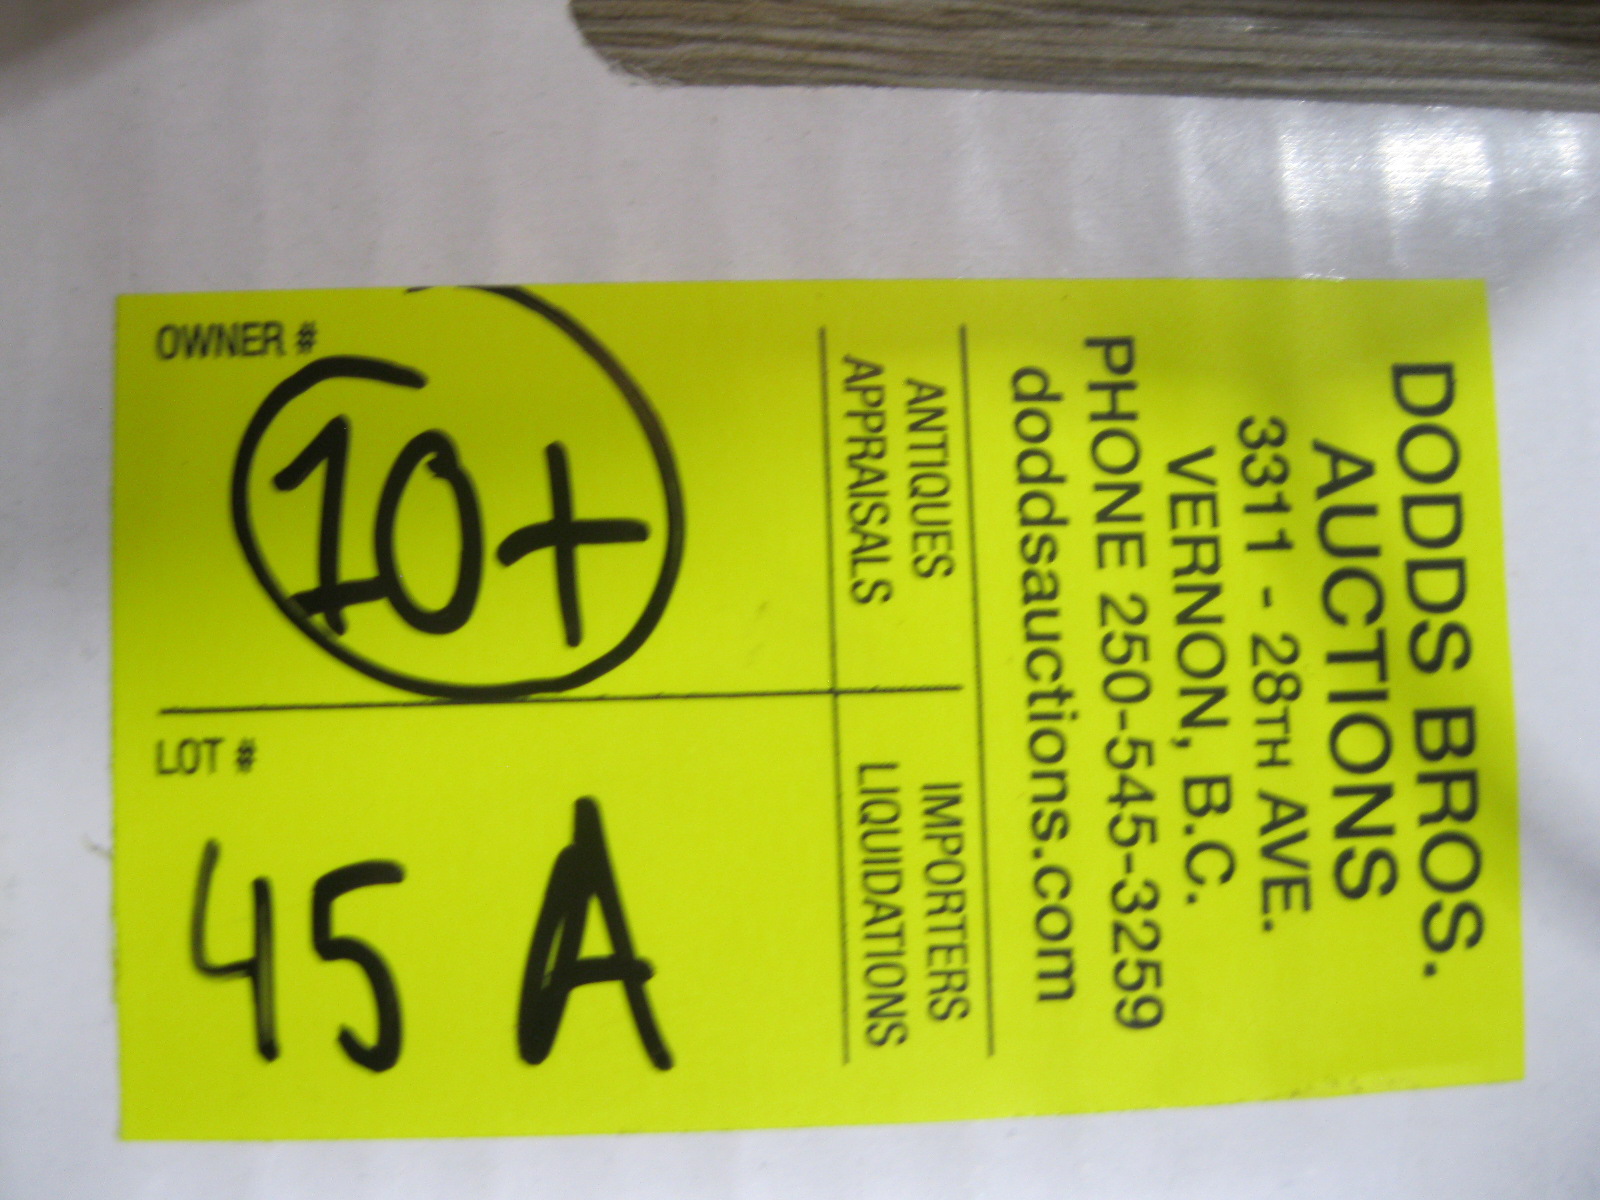 DODDS BROS.
AUCTIONS
3311 - 28TH AVE.
VERNON, B.C.
PHONE 250-545-3259
doddsauctions.com
ANTIQUES
APPRAISALS
IMPORTERS
LIQUIDATIONS
OWNER #
10+
LOT #
45 A